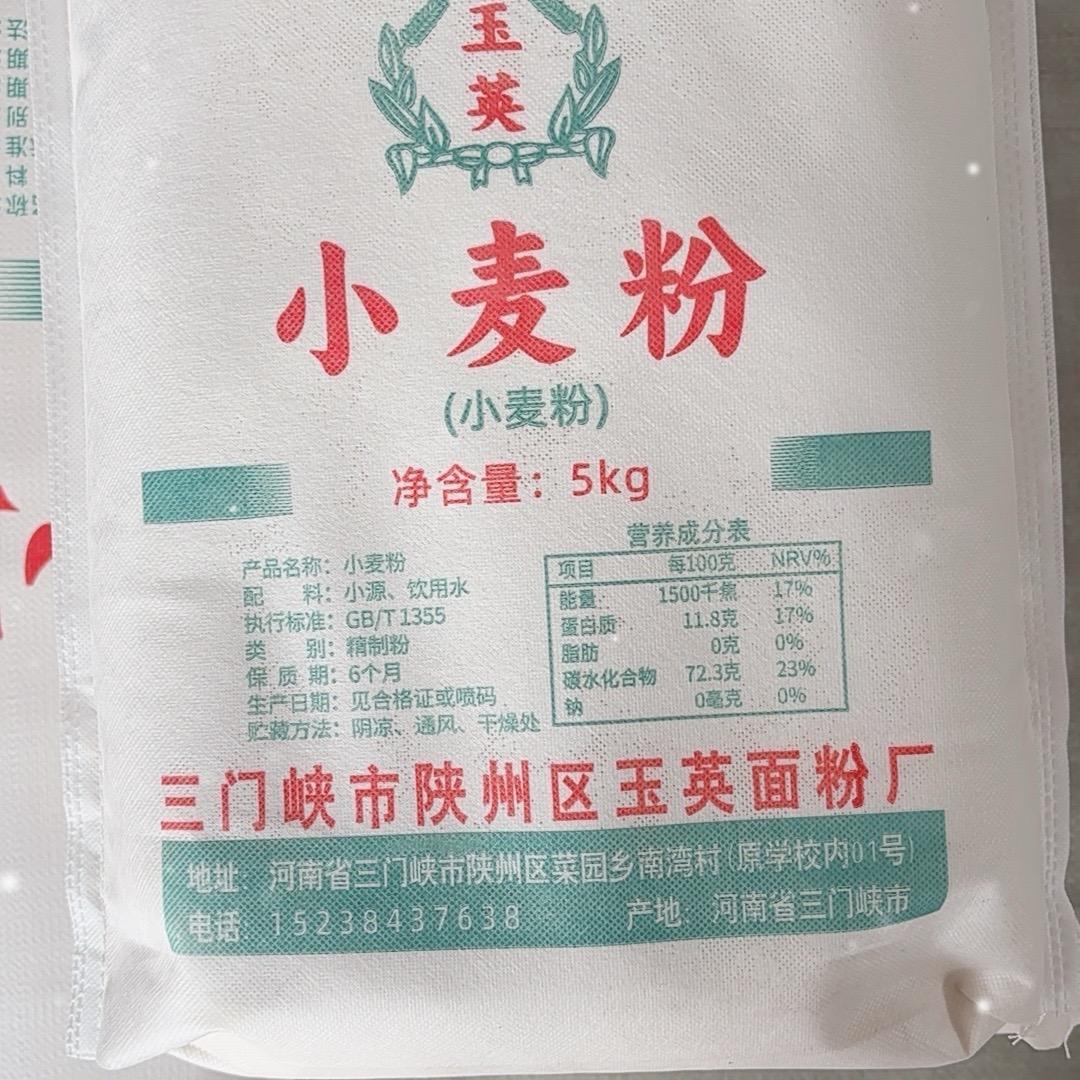 玉
英
小麦粉
(小麦粉)
净含量：5kg
产品名称：小麦粉
配 料：小源、饮用水
执行标准：GB/T 1355
类 别：精制粉
保 质 期：6个月
生产日期：见合格证或喷码
贮藏方法：阴凉、通风、干燥处
营养成分表
项目 每100克 NRV%
能量 1500千焦 17%
蛋白质 11.8克 17%
脂肪 0克 0%
碳水化合物 72.3克 23%
钠 0毫克 0%
三门峡市陕州区玉英面粉厂
地址：河南省三门峡市陕州区菜园乡南湾村(原学校内01号)
电话 15238437638 产地：河南省三门峡市